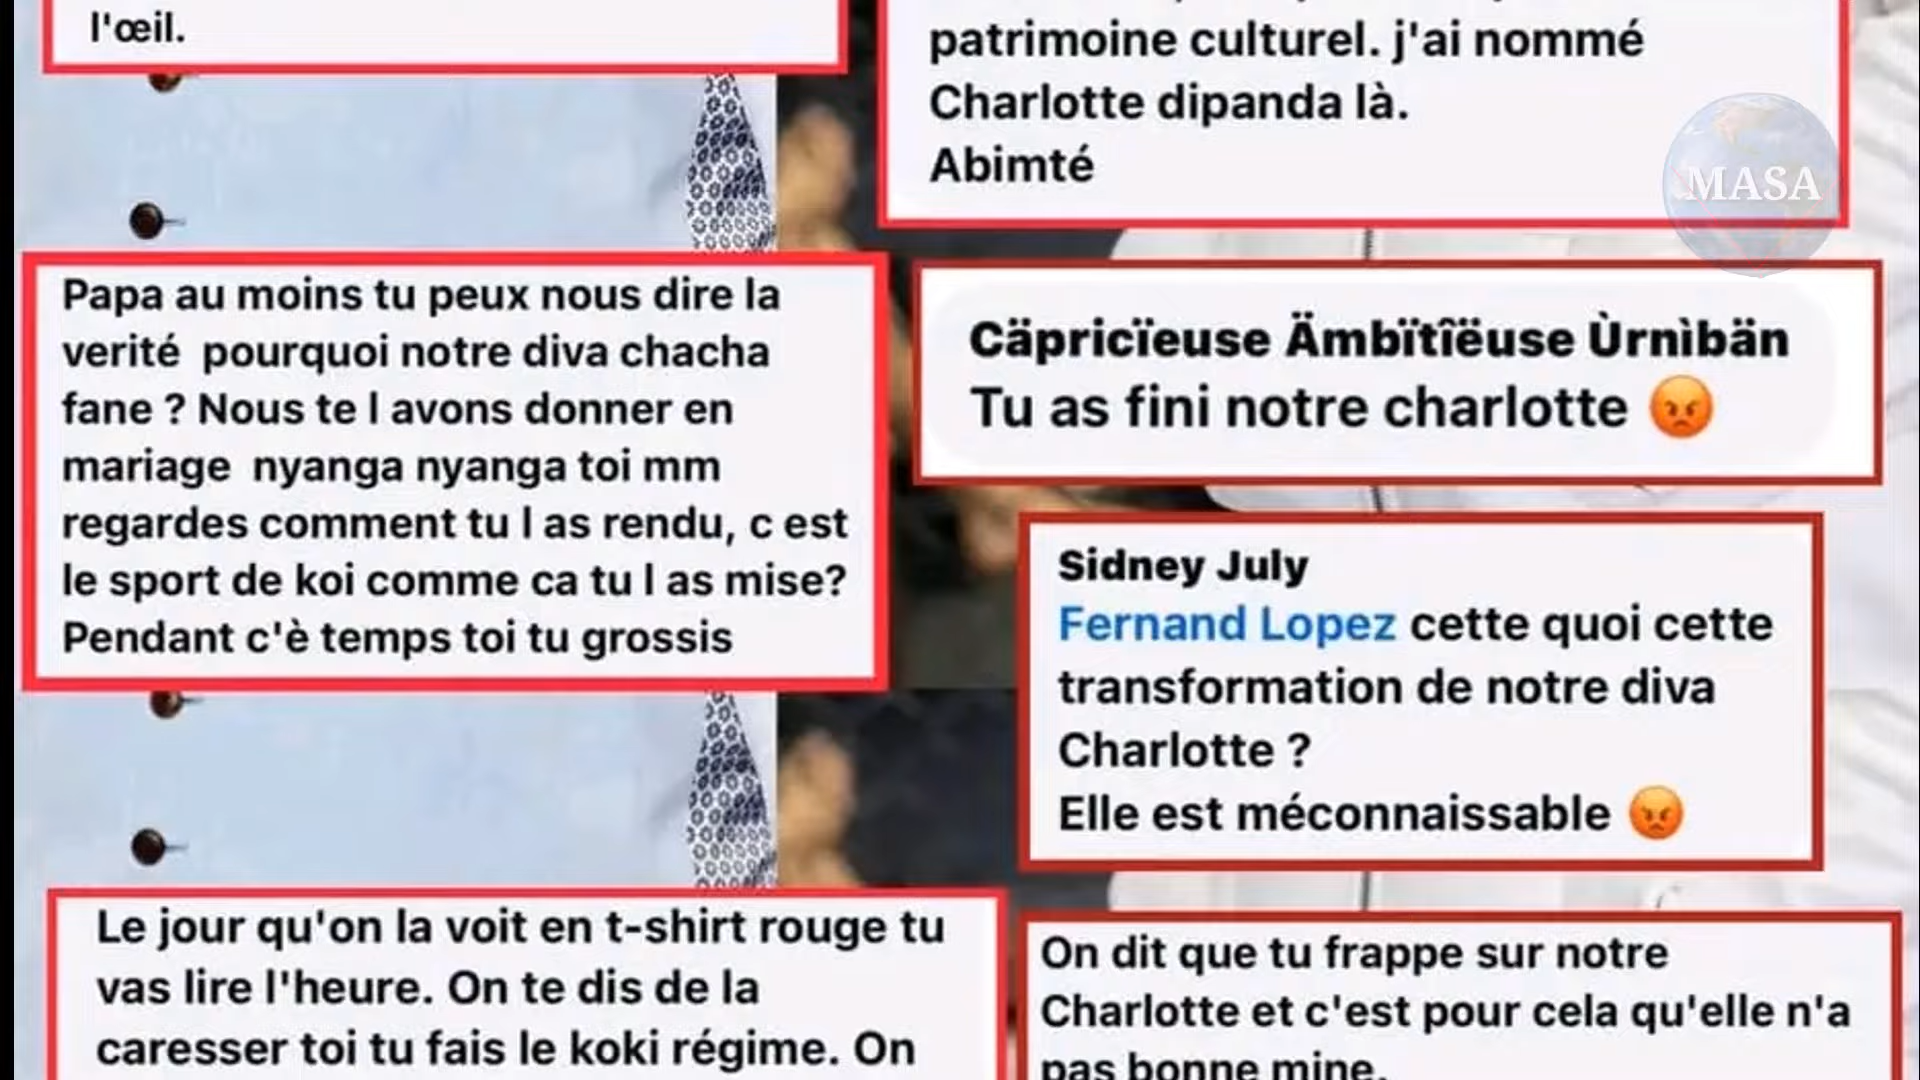 l'œil.
patrimoine culturel. j'ai nommé
Charlotte dipanda là.
Abimté
MASA
Papa au moins tu peux nous dire la
verité pourquoi notre diva chacha
fane ? Nous te l avons donner en
mariage nyanga nyanga toi mm
regardes comment tu l as rendu, c est
le sport de koi comme ca tu l as mise?
Pendant c'è temps toi tu grossis
Cäpricïeuse Ämbïtîëuse Ùrnìbän
Tu as fini notre charlotte 😡
Sidney July
Fernand Lopez cette quoi cette
transformation de notre diva
Charlotte ?
Elle est méconnaissable 😡
Le jour qu'on la voit en t-shirt rouge tu
vas lire l'heure. On te dis de la
caresser toi tu fais le koki régime. On
On dit que tu frappe sur notre
Charlotte et c'est pour cela qu'elle n'a
pas bonne mine.